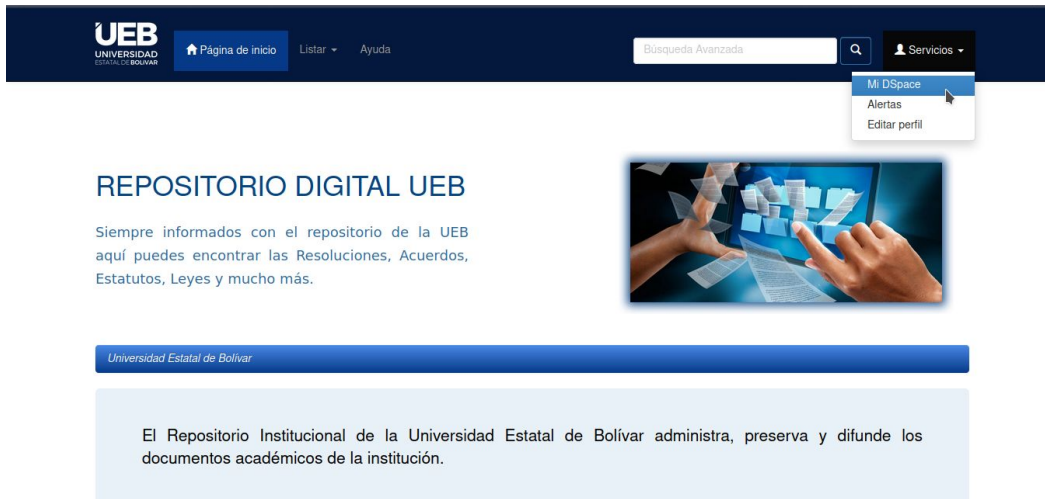 UEB
UNIVERSIDAD
ESTATAL DE BOLIVAR
Página de inicio
Listar
Ayuda
Búsqueda Avanzada
Servicios
Mi DSpace
Alertas
Editar perfil
REPOSITORIO DIGITAL UEB
Siempre informados con el repositorio de la UEB
aquí puedes encontrar las Resoluciones, Acuerdos,
Estatutos, Leyes y mucho más.
Universidad Estatal de Bolívar
El Repositorio Institucional de la Universidad Estatal de Bolívar administra, preserva y difunde los
documentos académicos de la institución.